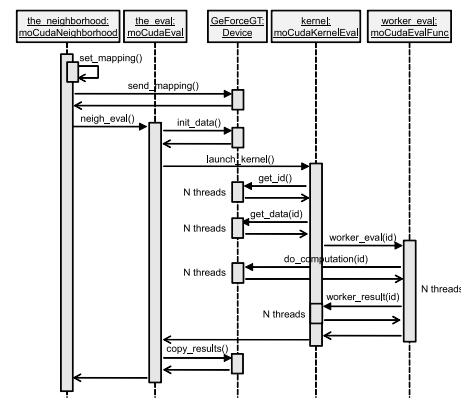 the_neighborhood:
moCudaNeighborhood
the_eval:
moCudaEval
GeForceGT:
Device
kernel:
moCudaKernelEval
worker_eval:
moCudaEvalFunc
set_mapping()
send_mapping()
neigh_eval()
init_data()
launch_kernel()
get_id()
N threads
get_data(id)
N threads
worker_eval(id)
do_computation(id)
N threads
N threads
worker_result(id)
N threads
copy_results()